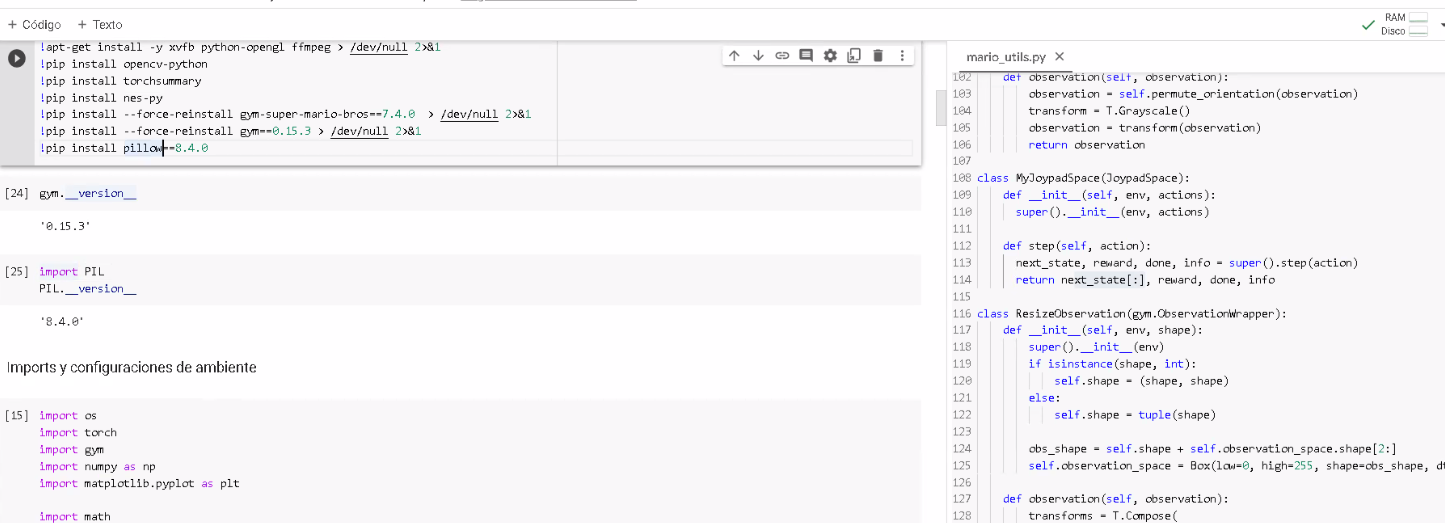 + Código + Texto
RAM
Disco
!apt-get install -y xvfb python-opengl ffmpeg > /dev/null 2>&1
!pip install opencv-python
!pip install torchsummary
!pip install nes-py
!pip install --force-reinstall gym-super-mario-bros==7.4.0 > /dev/null 2>&1
!pip install --force-reinstall gym==0.15.3 > /dev/null 2>&1
!pip install pillow==8.4.0
[24] gym.__version__
'0.15.3'
[25] import PIL
PIL.__version__
'8.4.0'
Imports y configuraciones de ambiente
[15] import os
import torch
import gym
import numpy as np
import matplotlib.pyplot as plt
import math
mario_utils.py
102 def observation(self, observation):
103 observation = self.permute_orientation(observation)
104 transform = T.Grayscale()
105 observation = transform(observation)
106 return observation
107
108 class MyJoypadSpace(JoypadSpace):
109 def __init__(self, env, actions):
110 super().__init__(env, actions)
111
112 def step(self, action):
113 next_state, reward, done, info = super().step(action)
114 return next_state[:], reward, done, info
115
116 class ResizeObservation(gym.ObservationWrapper):
117 def __init__(self, env, shape):
118 super().__init__(env)
119 if isinstance(shape, int):
120 self.shape = (shape, shape)
121 else:
122 self.shape = tuple(shape)
123
124 obs_shape = self.shape + self.observation_space.shape[2:]
125 self.observation_space = Box(low=0, high=255, shape=obs_shape,
126
127 def observation(self, observation):
128 transforms = T.Compose(